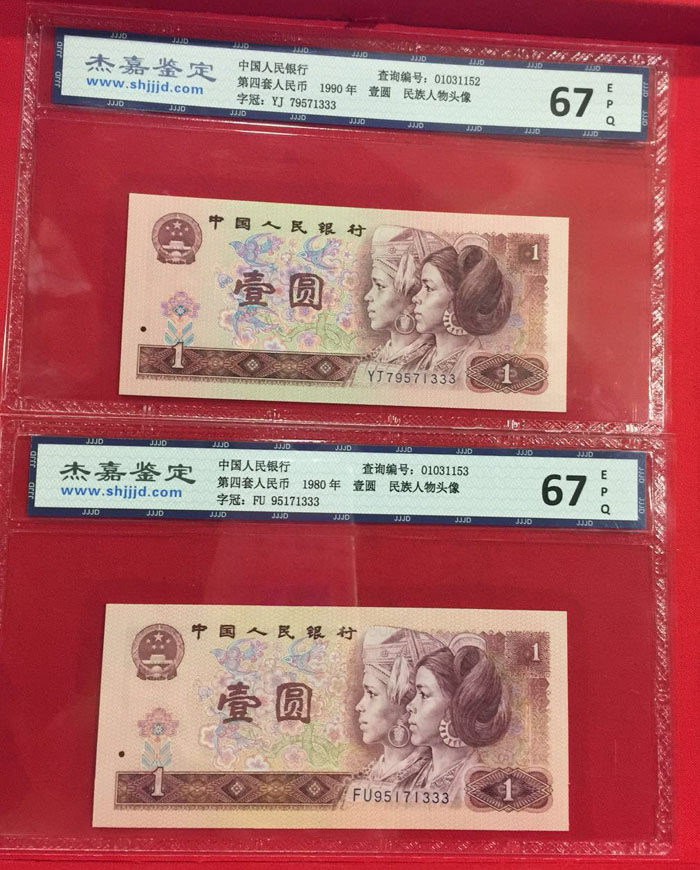 杰嘉鉴定
www.shjjjd.com
中国人民银行 查询编号：01031152
第四套人民币 1990 年 壹圆 民族人物头像
字冠：YJ 79571333
67
EPQ
JJJD
中国人民银行
壹圆
1
1
1
YJ79571333
杰嘉鉴定
www.shjjjd.com
中国人民银行 查询编号：01031153
第四套人民币 1980 年 壹圆 民族人物头像
字冠：FU 95171333
67
EPQ
JJJD
中国人民银行
壹圆
1
1
1
FU95171333